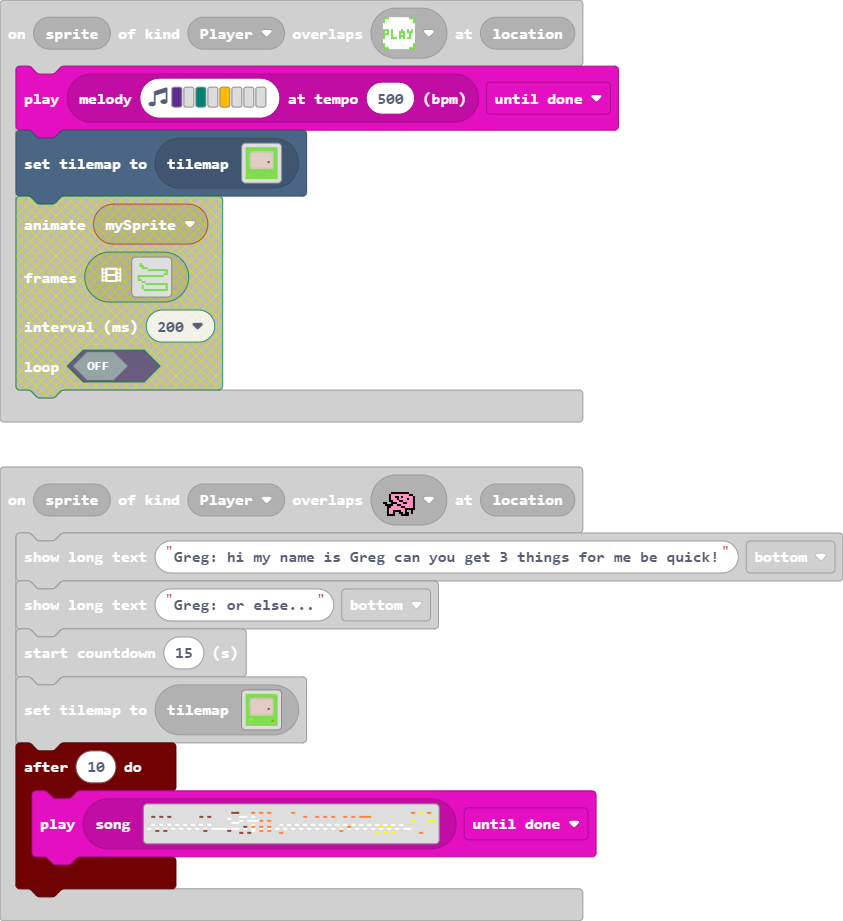 on sprite of kind Player overlaps PLAY at location
play melody at tempo 500 (bpm) until done
set tilemap to tilemap
animate mySprite
frames
interval (ms) 200
loop OFF
on sprite of kind Player overlaps at location
show long text "Greg: hi my name is Greg can you get 3 things for me be quick!" bottom
show long text "Greg: or else..." bottom
start countdown 15 (s)
set tilemap to tilemap
after 10 do
play song until done